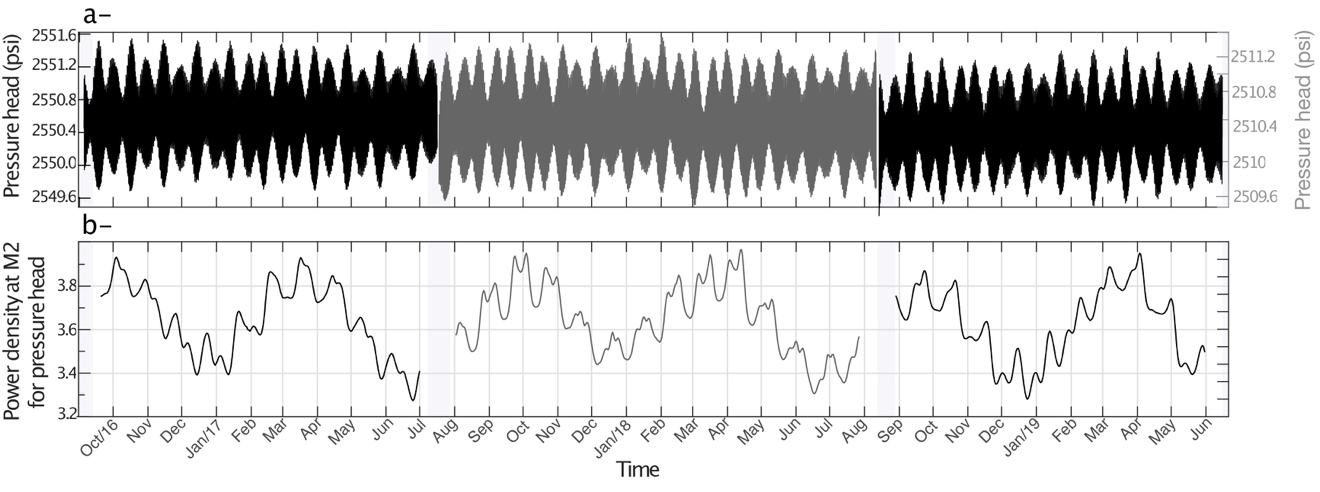 a-
Pressure head (psi)
2551.6
2551.2
2550.8
2550.4
2550.0
2549.6
2511.2
2510.8
2510.4
2510
2509.6
Pressure head (psi)
b-
Power density at M2
for pressure head
3.8
3.6
3.4
3.2
Oct/16 Nov Dec Jan/17 Feb Mar Apr May Jun Jul Aug Sep Oct Nov Dec Jan/18 Feb Mar Apr May Jun Jul Aug Sep Oct Nov Dec Jan/19 Feb Mar Apr May Jun
Time